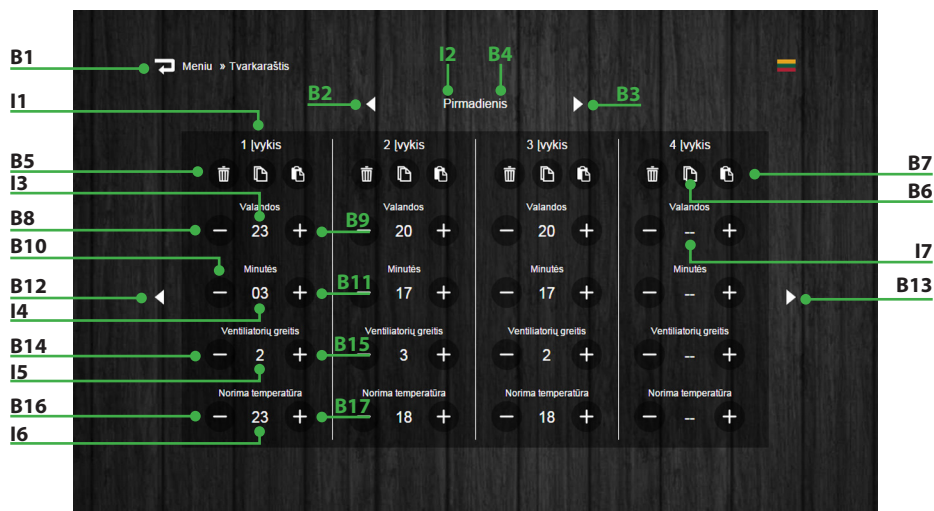 B1
Meniu » Tvarkaraštis
I2 B4
B2
Pirmadienis
B3
I1
1 Įvykis 2 Įvykis 3 Įvykis 4 Įvykis
B5
B7
I3
B6
Valandos Valandos Valandos Valandos
B8
− 23 + B9 − 20 + − 20 + − -- +
B10
I7
Minutės Minutės Minutės Minutės
B12
− 03 + B11 − 17 + − 17 + − -- +
B13
I4
Ventiliatorių greitis Ventiliatorių greitis Ventiliatorių greitis Ventiliatorių greitis
B14
− 2 + B15 − 3 + − 2 + − -- +
I5
Norima temperatūra Norima temperatūra Norima temperatūra Norima temperatūra
B16
− 23 + B17 − 18 + − 18 + − -- +
I6